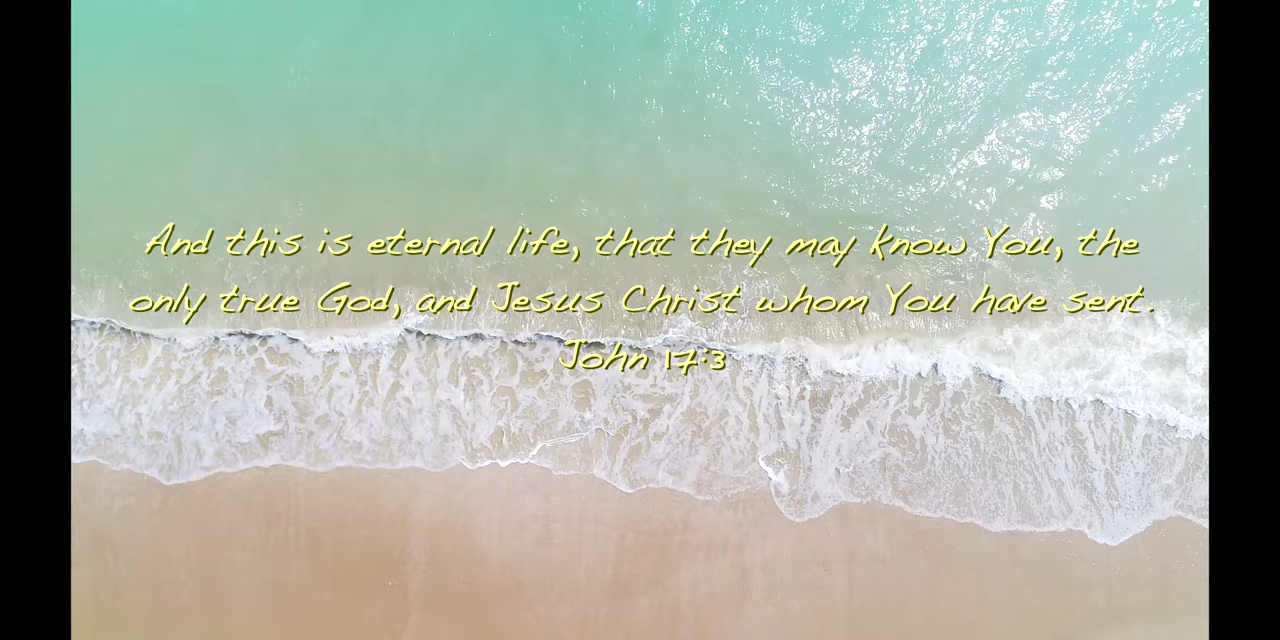 And this is eternal life, that they may know You, the
only true God, and Jesus Christ whom You have sent.
John 17:3